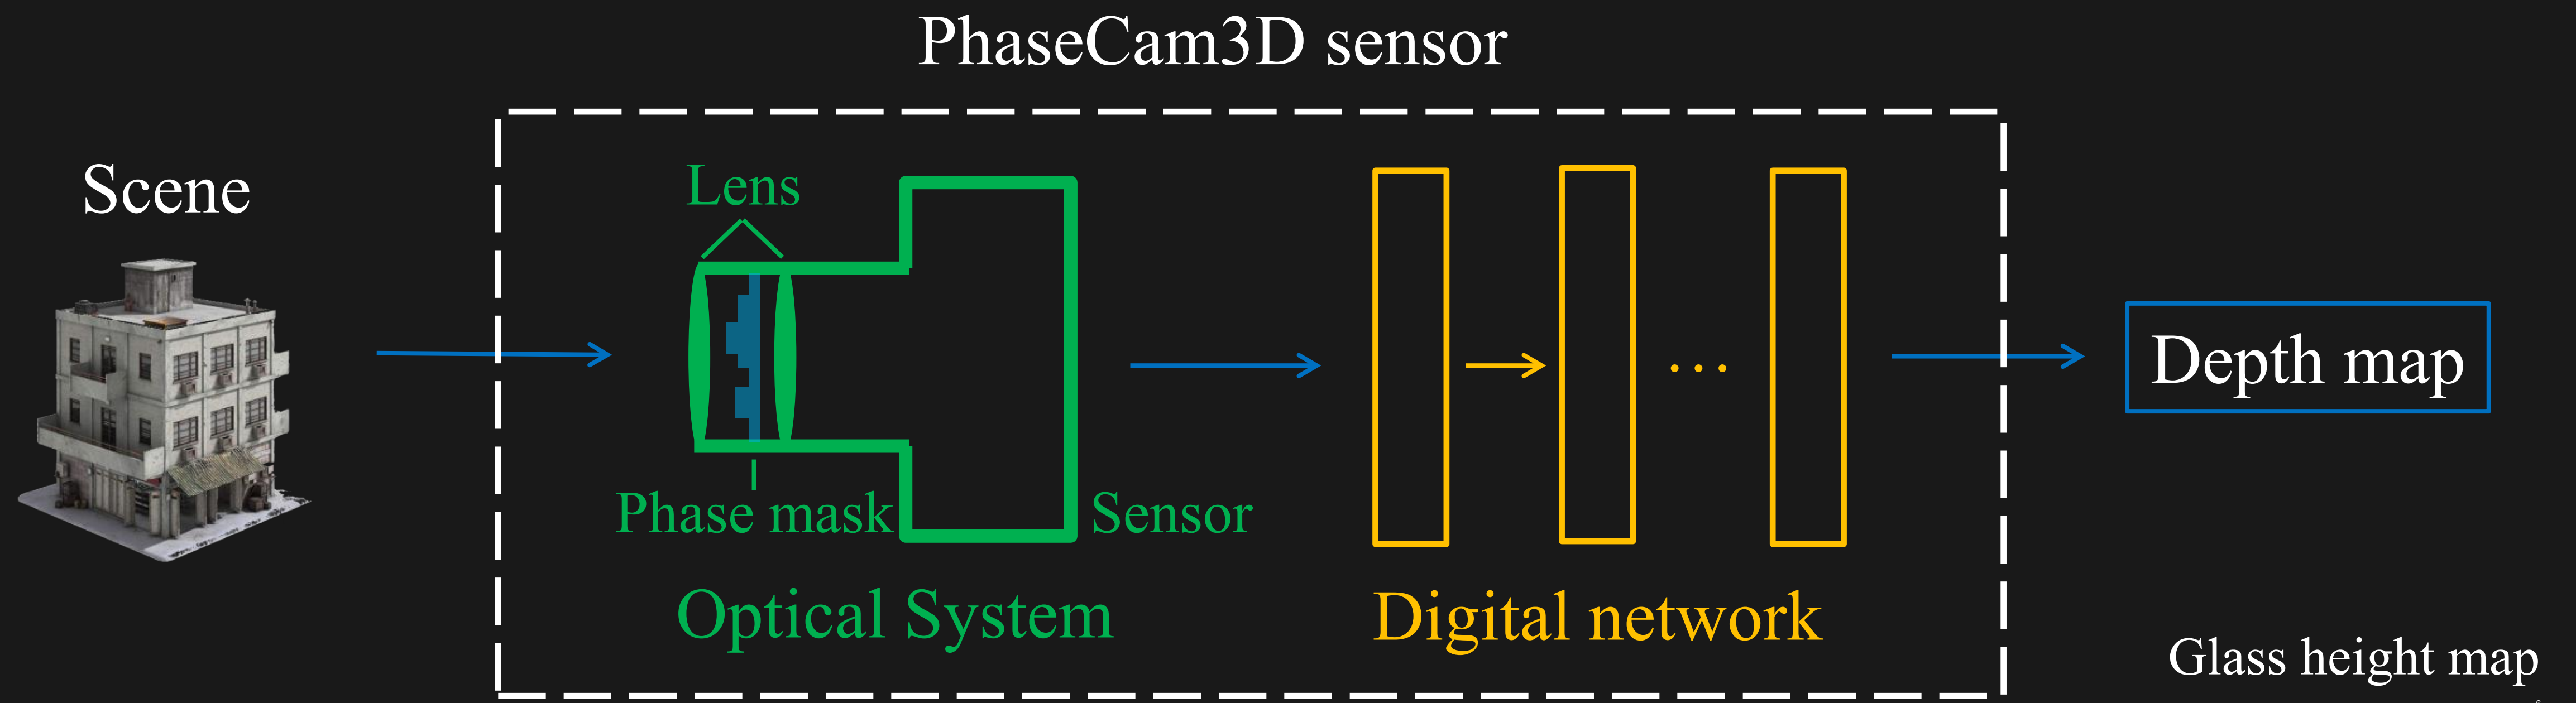 PhaseCam3D sensor
Scene
Lens
Phase mask
Sensor
...
Depth map
Optical System
Digital network
Glass height map